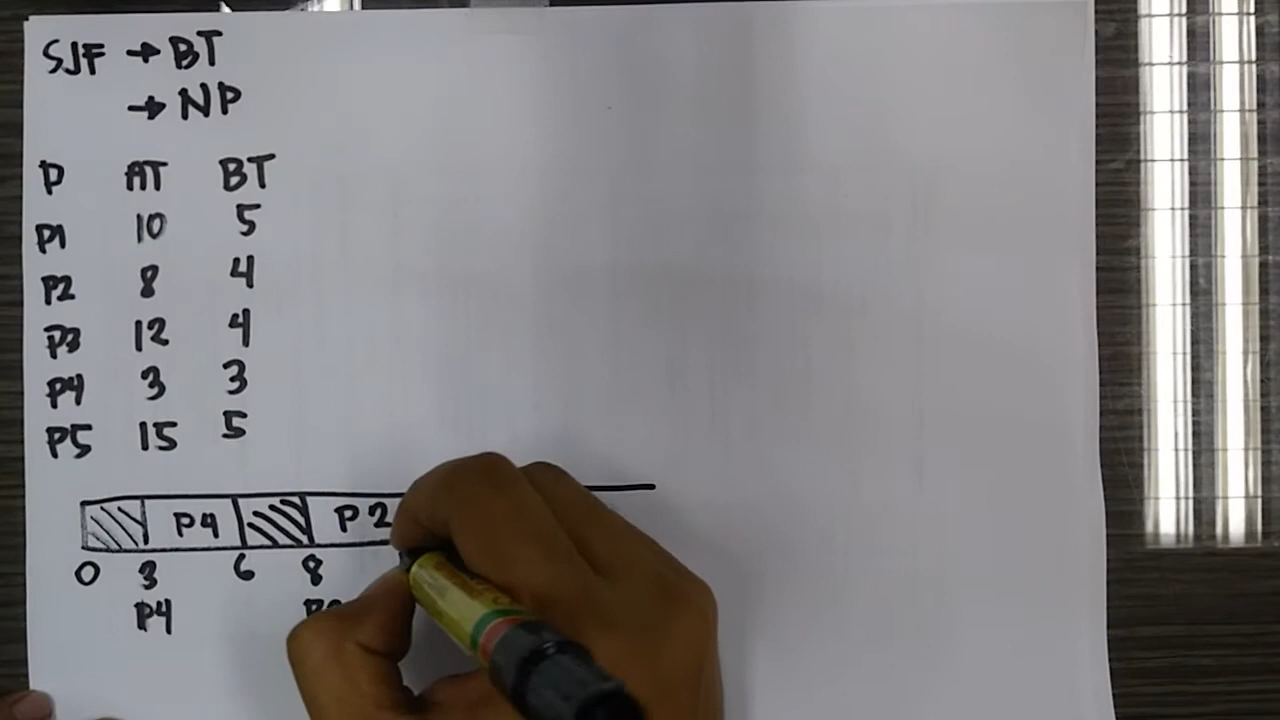 SJF → BT
→ NP
P AT BT
P1 10 5
P2 8 4
P3 12 4
P4 3 3
P5 15 5
P4 P2
0 3 6 8
P4